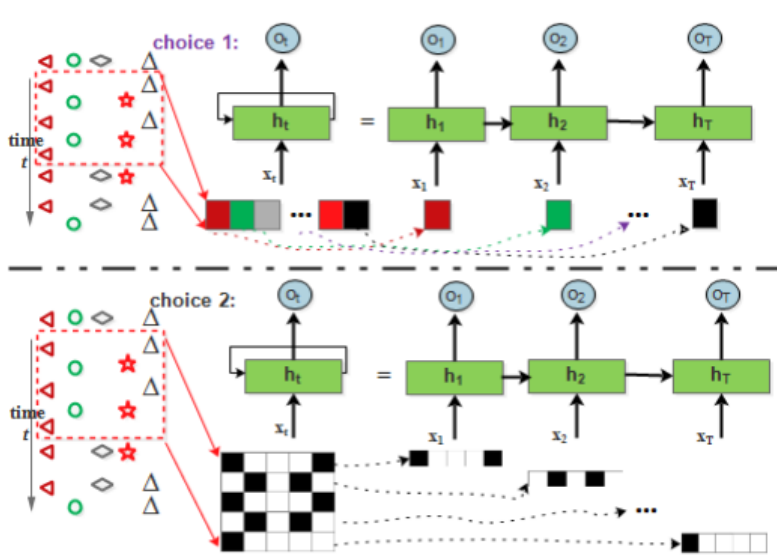 choice 1:
oₜ
o₁
o₂
o_T
hₜ
=
h₁
h₂
h_T
time
t
xₜ
x₁
x₂
x_T
...
...
choice 2:
oₜ
o₁
o₂
o_T
hₜ
=
h₁
h₂
h_T
time
t
xₜ
x₁
x₂
x_T
...